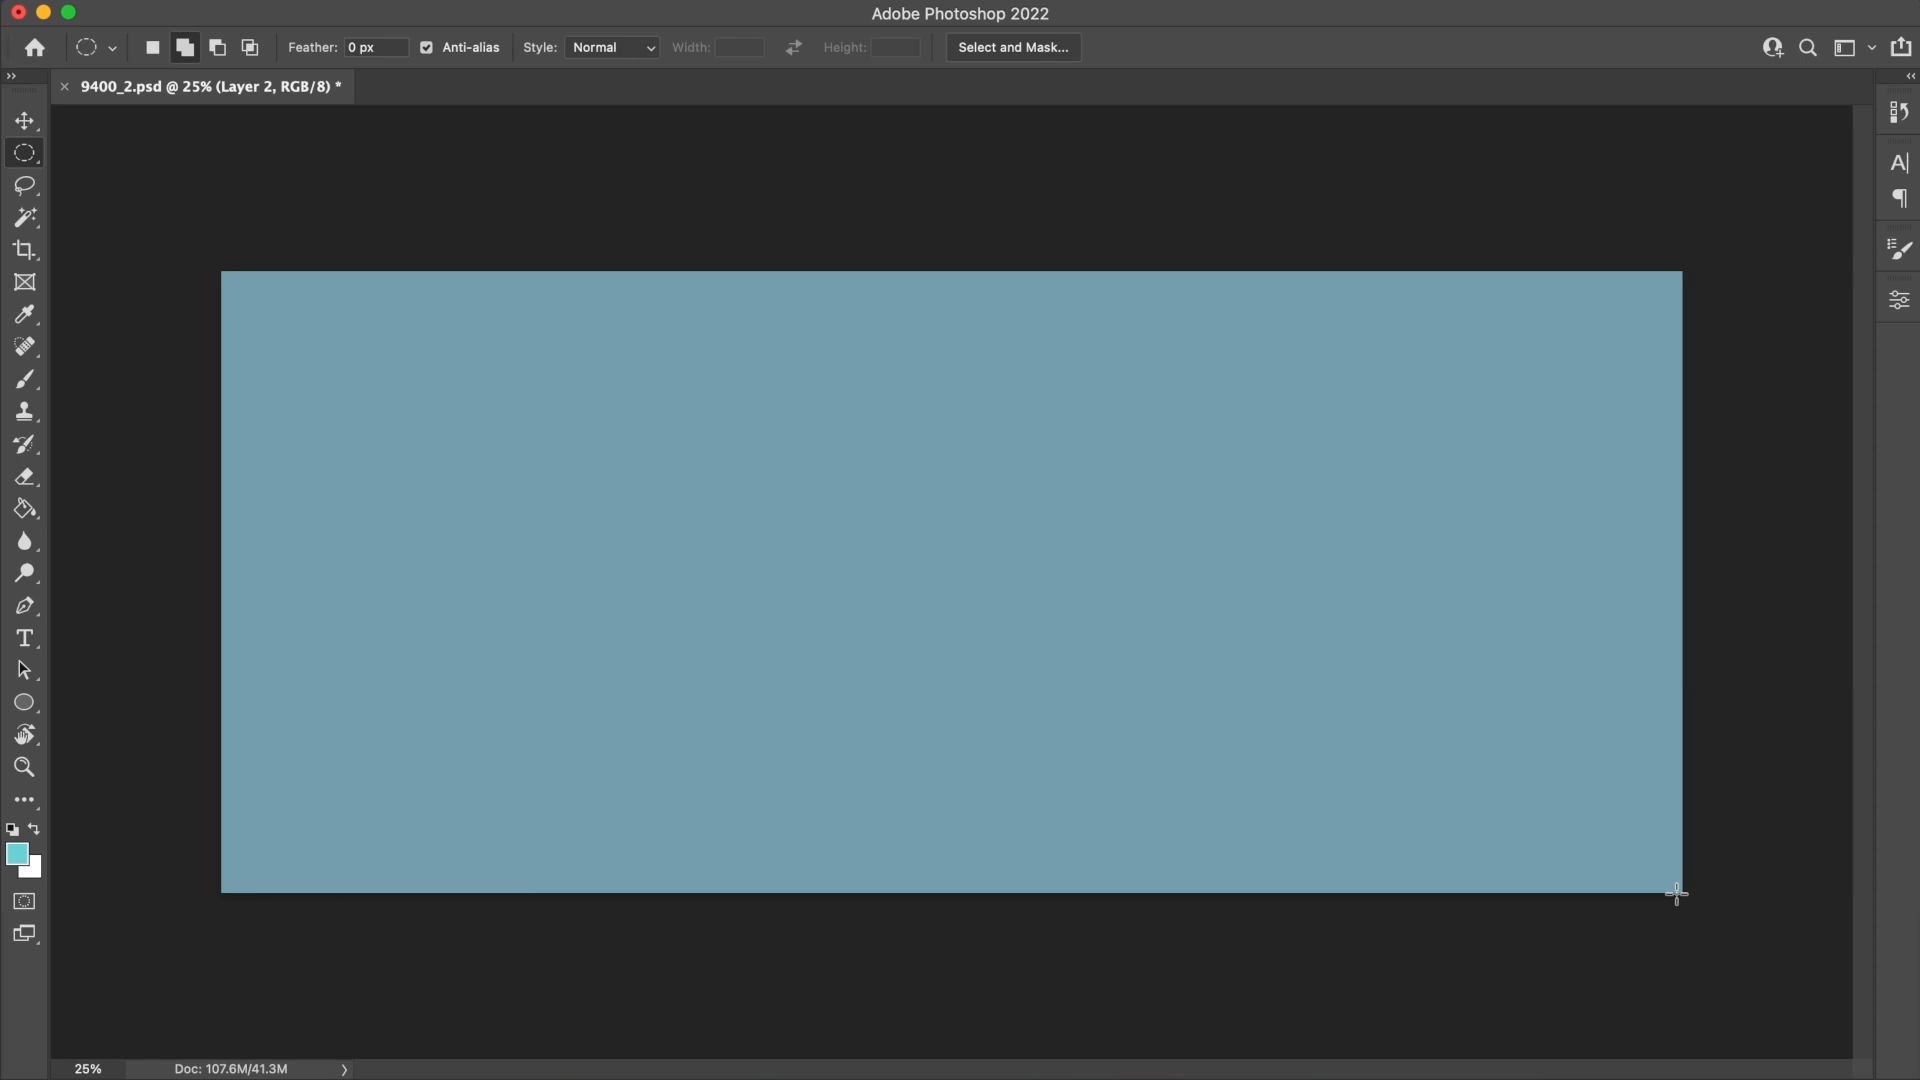 Adobe Photoshop 2022
Feather: 0 px Anti-alias Style: Normal Width: Height: Select and Mask...
9400_2.psd @ 25% (Layer 2, RGB/8) *
25% Doc: 107.6M/41.3M